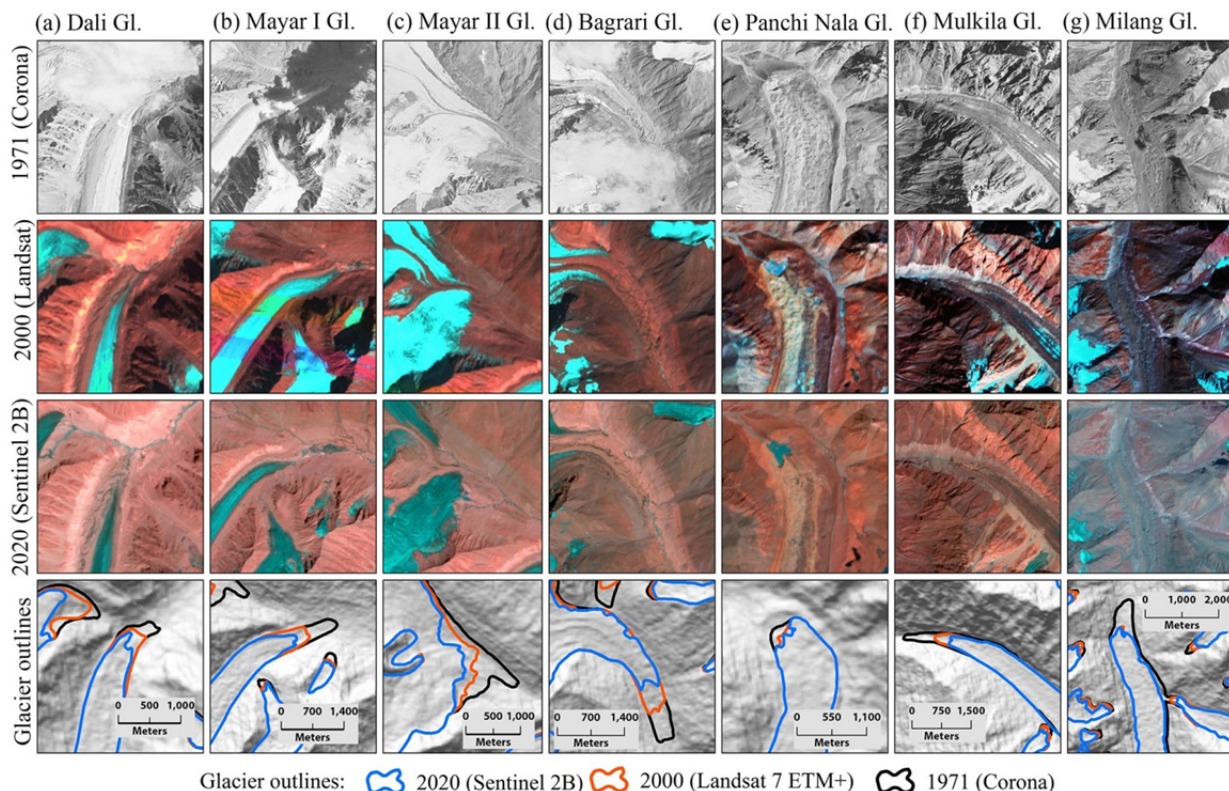 (a) Dali Gl. (b) Mayar I Gl. (c) Mayar II Gl. (d) Bagrari Gl. (e) Panchi Nala Gl. (f) Mulkila Gl. (g) Milang Gl.
1971 (Corona)
2000 (Landsat)
2020 (Sentinel 2B)
Glacier outlines
0 500 1,000
Meters
0 700 1,400
Meters
0 500 1,000
Meters
0 700 1,400
Meters
0 550 1,100
Meters
0 750 1,500
Meters
0 1,000 2,000
Meters
Glacier outlines: 2020 (Sentinel 2B) 2000 (Landsat 7 ETM+) 1971 (Corona)